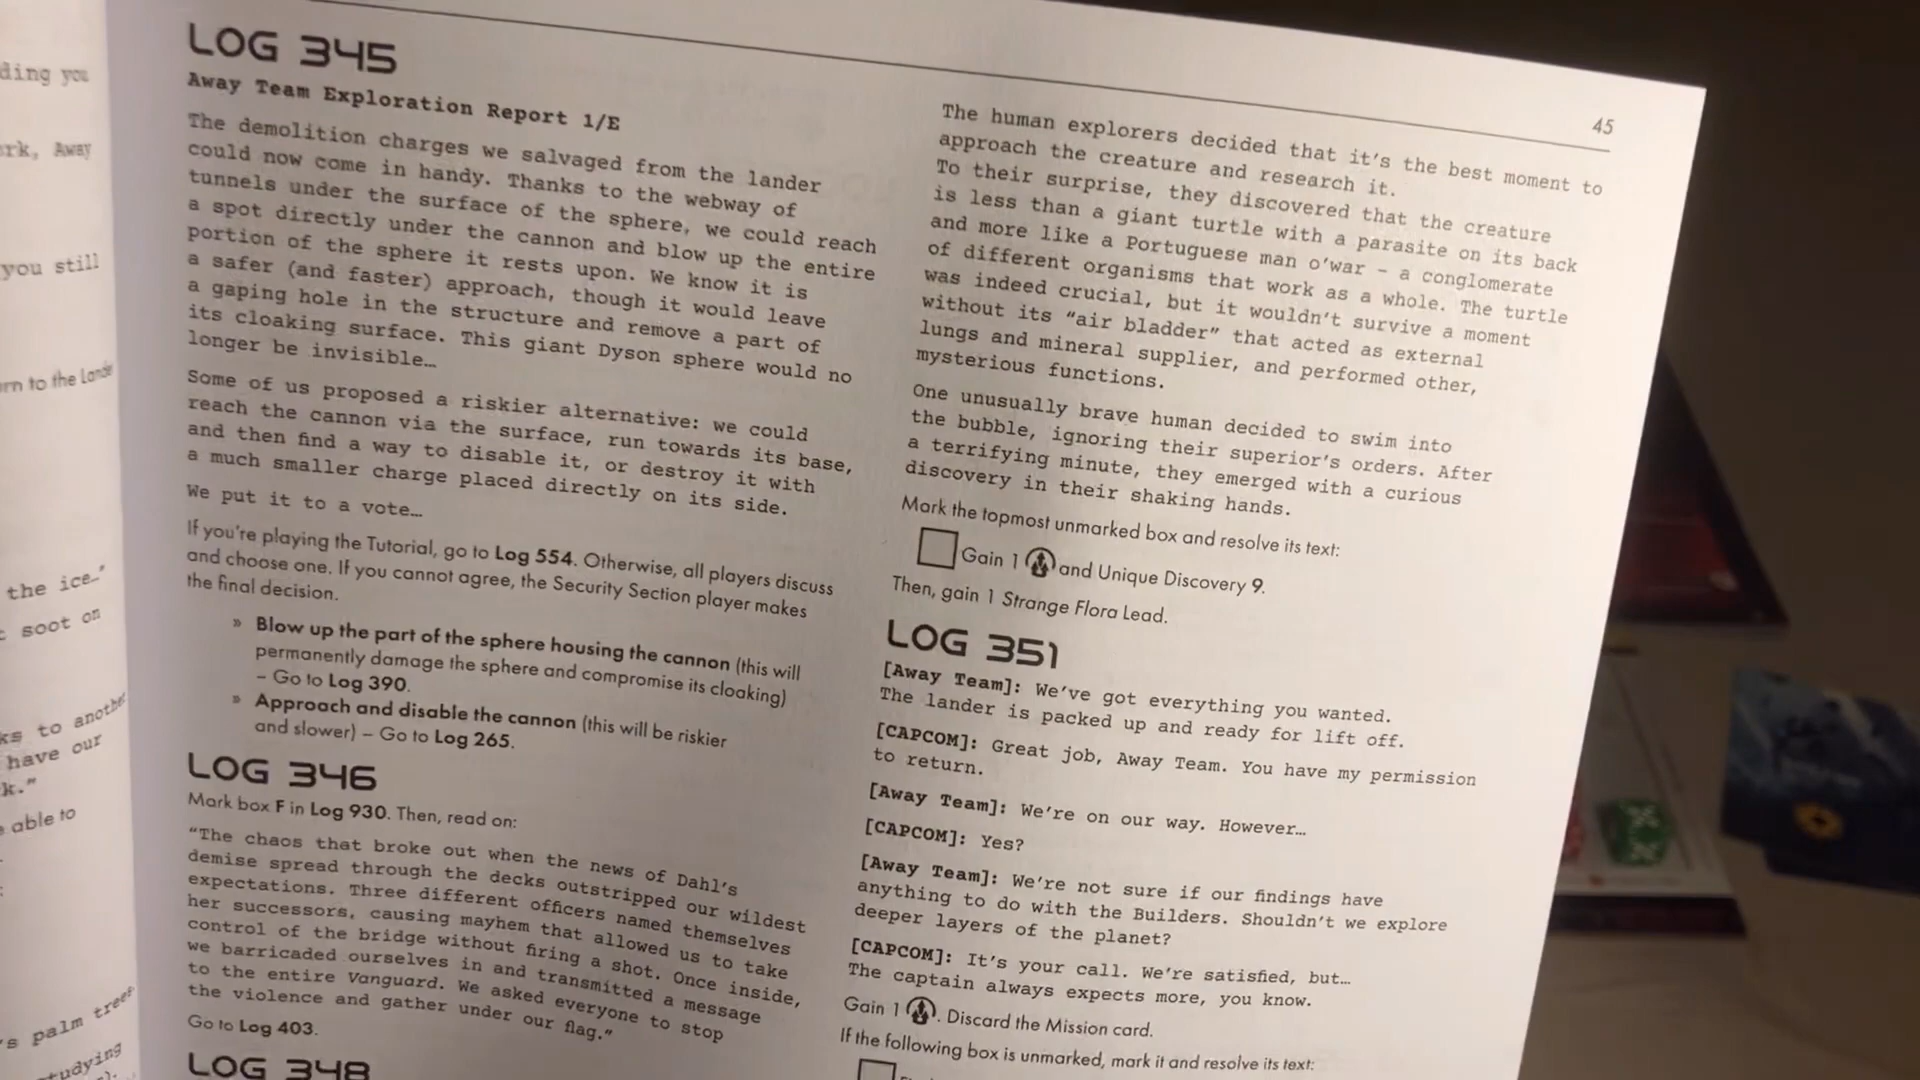 ding you
rk, Away
you still
rn to the Lande
the ice…"
soot on
ks to another
have our
k."
able to
's palm tree
tudying
LOG 345
Away Team Exploration Report 1/E
The demolition charges we salvaged from the lander
could now come in handy. Thanks to the webway of
tunnels under the surface of the sphere, we could reach
a spot directly under the cannon and blow up the entire
portion of the sphere it rests upon. We know it is
a safer (and faster) approach, though it would leave
a gaping hole in the structure and remove a part of
its cloaking surface. This giant Dyson sphere would no
longer be invisible…
Some of us proposed a riskier alternative: we could
reach the cannon via the surface, run towards its base,
and then find a way to disable it, or destroy it with
a much smaller charge placed directly on its side.
We put it to a vote…
If you're playing the Tutorial, go to Log 554. Otherwise, all players discuss
and choose one. If you cannot agree, the Security Section player makes
the final decision.
» Blow up the part of the sphere housing the cannon (this will
permanently damage the sphere and compromise its cloaking)
– Go to Log 390.
» Approach and disable the cannon (this will be riskier
and slower) – Go to Log 265.
LOG 346
Mark box F in Log 930. Then, read on:
"The chaos that broke out when the news of Dahl's
demise spread through the decks outstripped our wildest
expectations. Three different officers named themselves
her successors, causing mayhem that allowed us to take
control of the bridge without firing a shot. Once inside,
we barricaded ourselves in and transmitted a message
to the entire Vanguard. We asked everyone to stop
the violence and gather under our flag."
Go to Log 403.
LOG 348
45
The human explorers decided that it's the best moment to
approach the creature and research it.
To their surprise, they discovered that the creature
is less than a giant turtle with a parasite on its back
and more like a Portuguese man o'war – a conglomerate
of different organisms that work as a whole. The turtle
was indeed crucial, but it wouldn't survive a moment
without its "air bladder" that acted as external
lungs and mineral supplier, and performed other,
mysterious functions.
One unusually brave human decided to swim into
the bubble, ignoring their superior's orders. After
a terrifying minute, they emerged with a curious
discovery in their shaking hands.
Mark the topmost unmarked box and resolve its text:
Gain 1 and Unique Discovery 9.
Then, gain 1 Strange Flora Lead.
LOG 351
[Away Team]: We've got everything you wanted.
The lander is packed up and ready for lift off.
[CAPCOM]: Great job, Away Team. You have my permission
to return.
[Away Team]: We're on our way. However…
[CAPCOM]: Yes?
[Away Team]: We're not sure if our findings have
anything to do with the Builders. Shouldn't we explore
deeper layers of the planet?
[CAPCOM]: It's your call. We're satisfied, but…
The captain always expects more, you know.
Gain 1 . Discard the Mission card.
If the following box is unmarked, mark it and resolve its text: